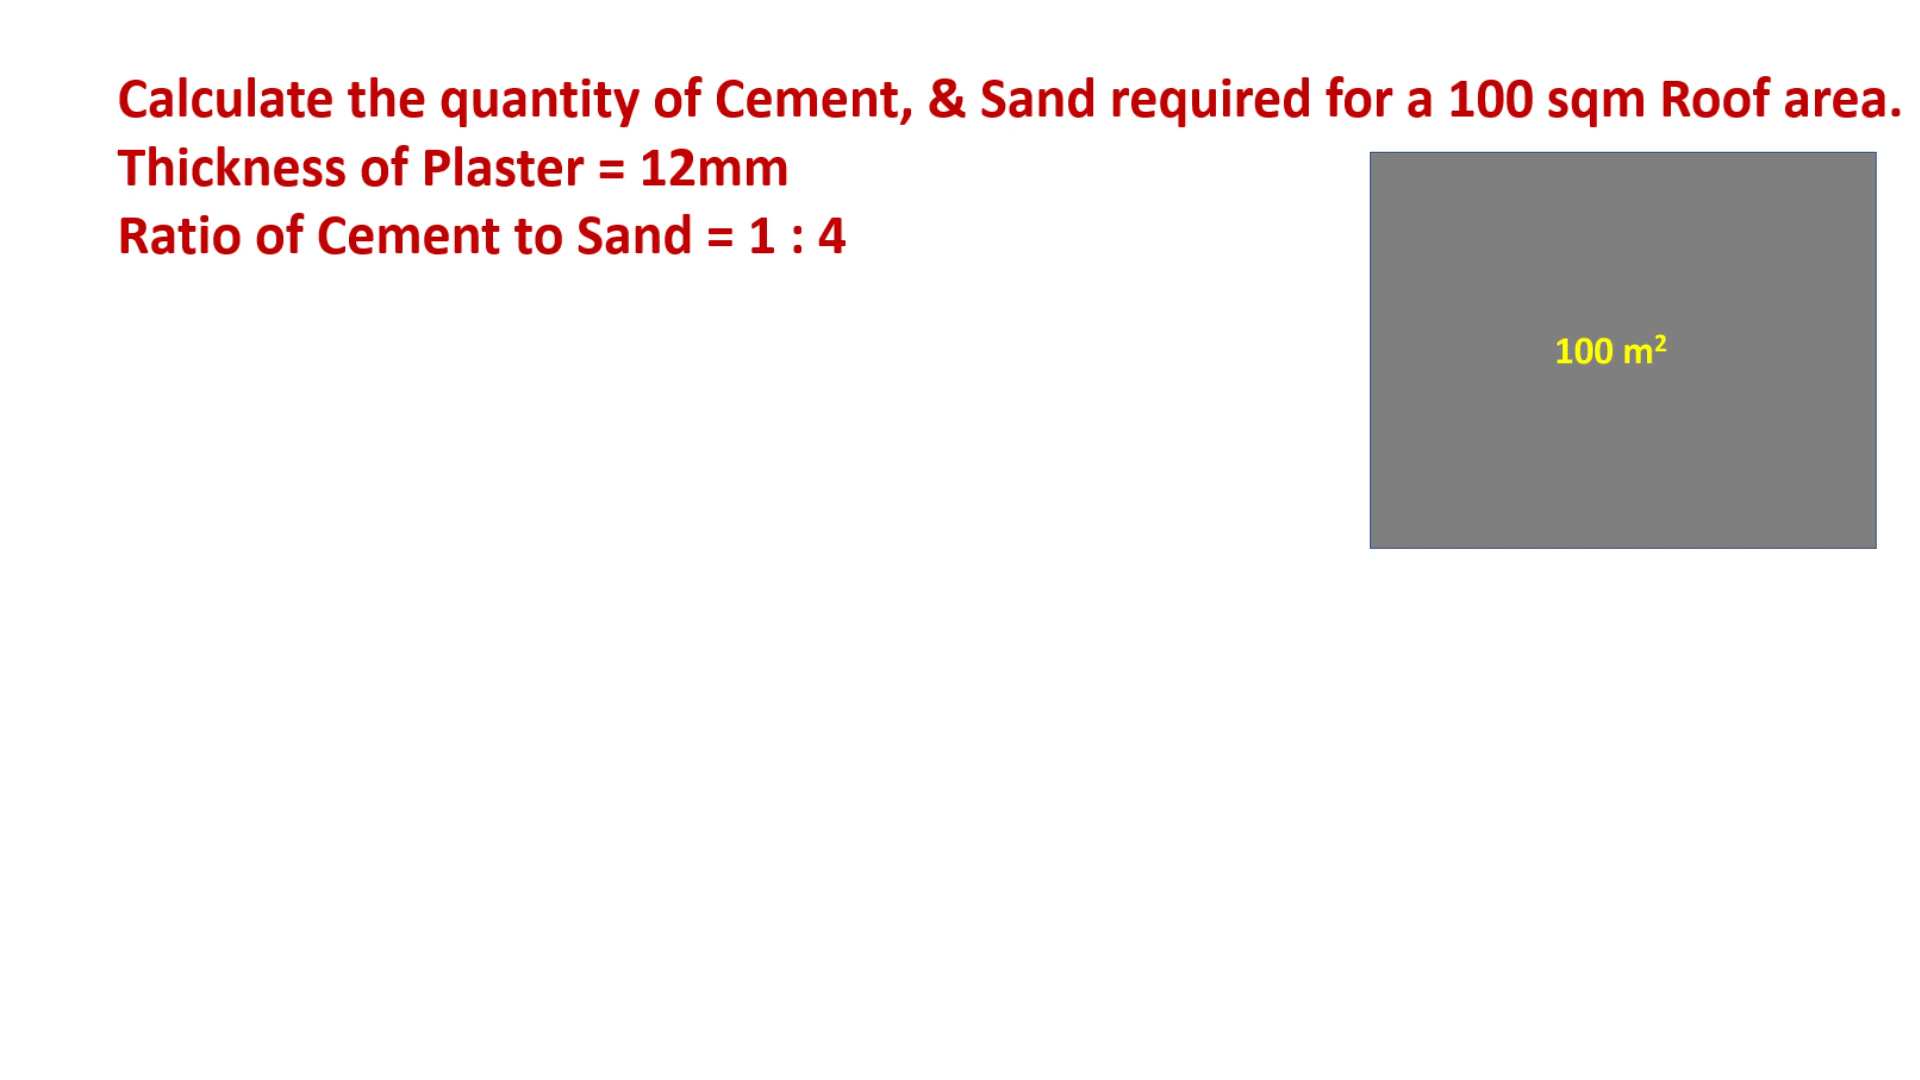 Calculate the quantity of Cement, & Sand required for a 100 sqm Roof area.
Thickness of Plaster = 12mm
Ratio of Cement to Sand = 1 : 4
100 m²